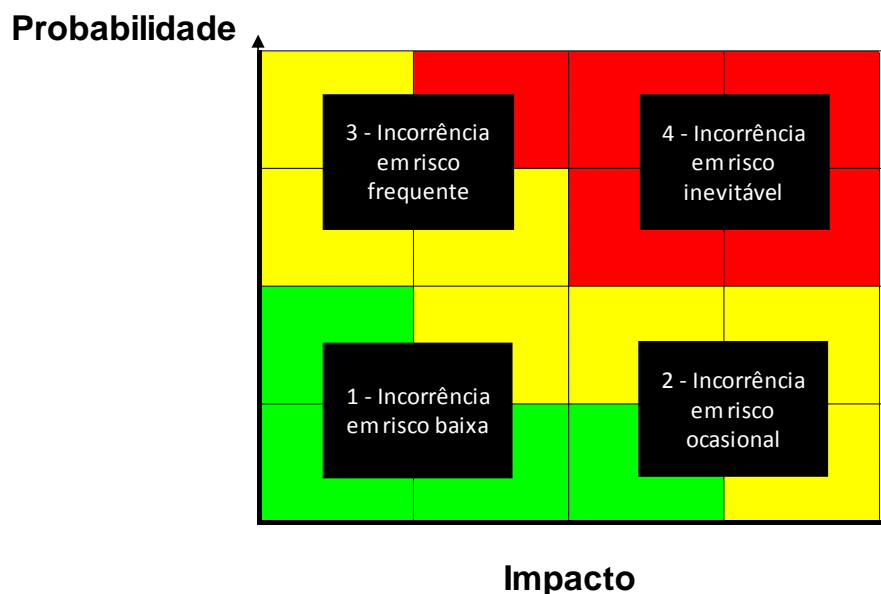 Probabilidade
3 - Incorrência
em risco
frequente
4 - Incorrência
em risco
inevitável
1 - Incorrência
em risco baixa
2 - Incorrência
em risco
ocasional
Impacto